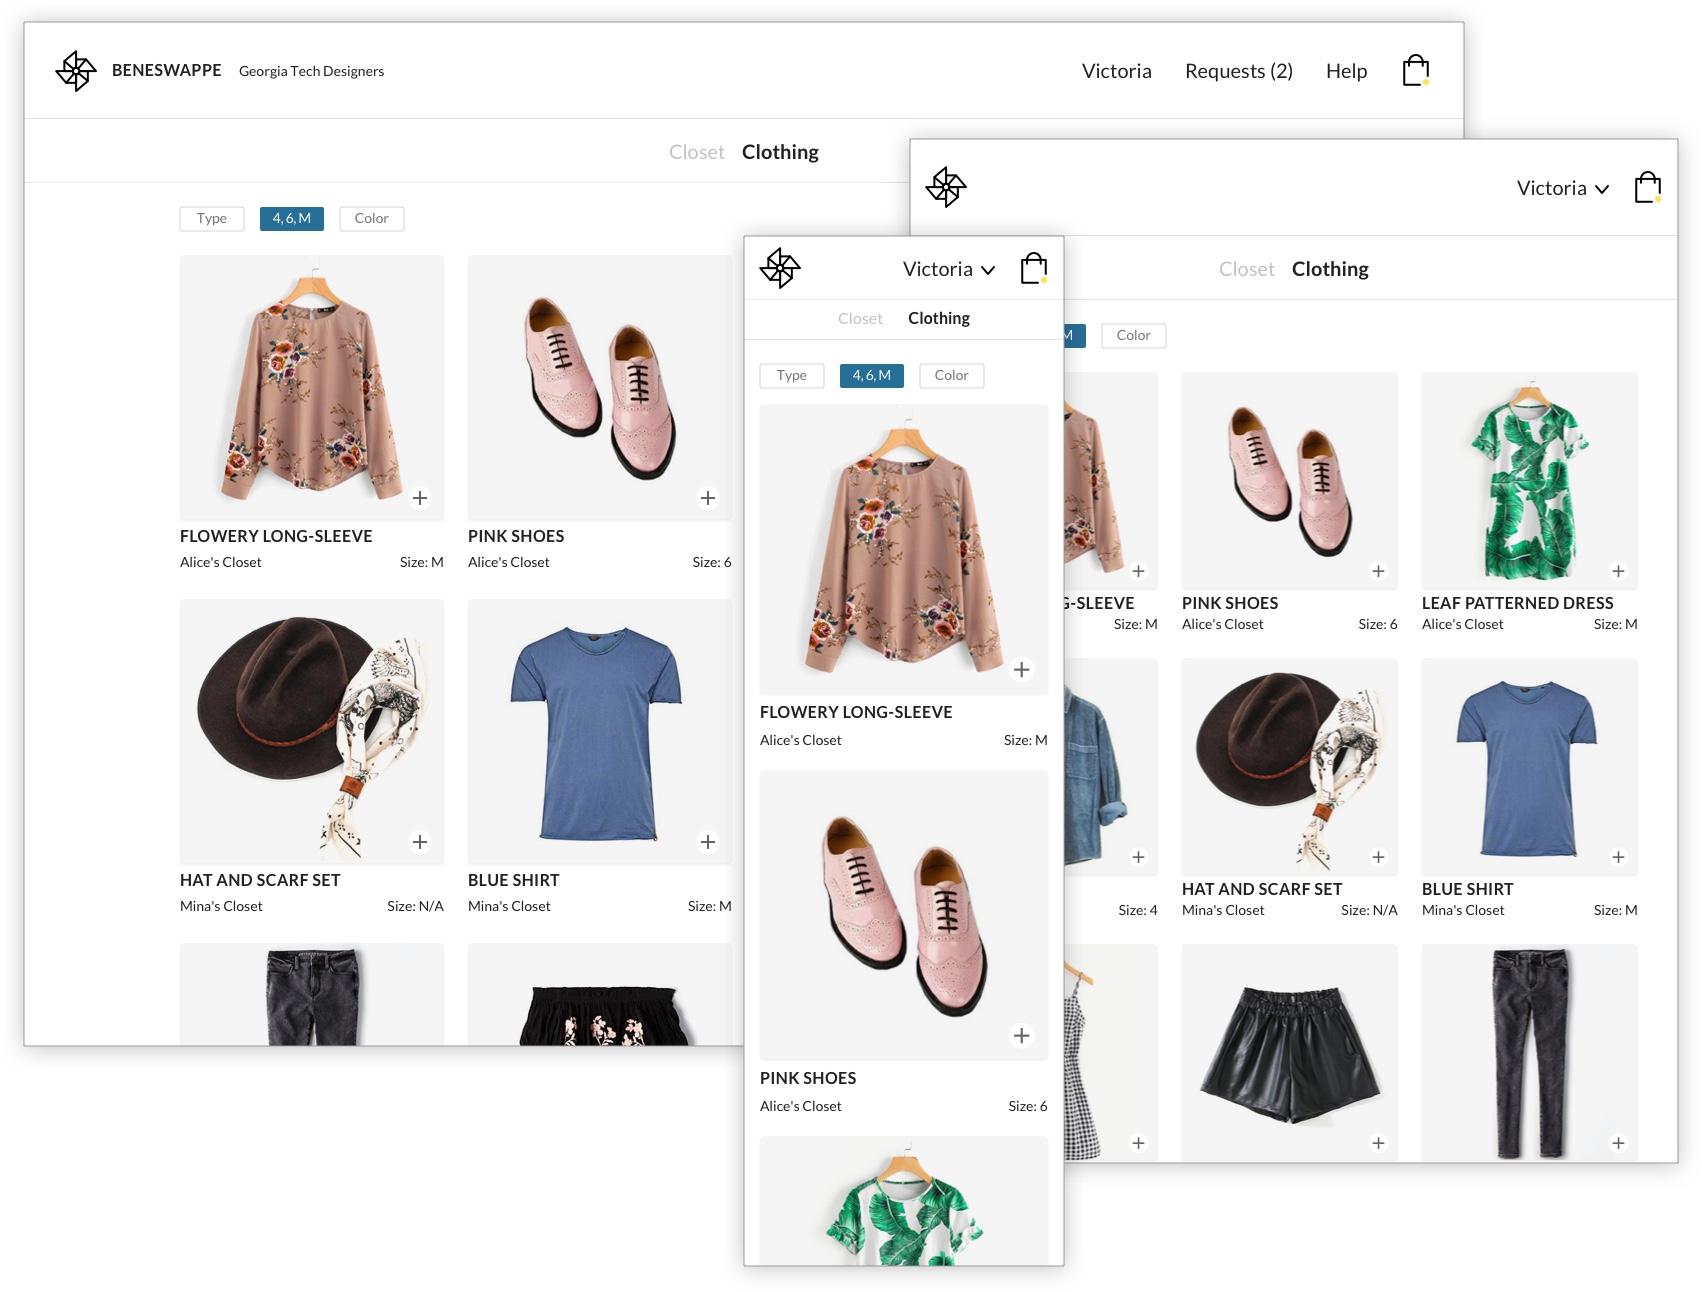 BENESWAPPE Georgia Tech Designers
Victoria Requests (2) Help
Closet Clothing
Type 4, 6, M Color
FLOWERY LONG-SLEEVE
Alice's Closet Size: M
PINK SHOES
Alice's Closet Size: 6
HAT AND SCARF SET
Mina's Closet Size: N/A
BLUE SHIRT
Mina's Closet Size: M
Victoria
Closet Clothing
Type 4, 6, M Color
FLOWERY LONG-SLEEVE
Alice's Closet Size: M
PINK SHOES
Alice's Closet Size: 6
Victoria
Closet Clothing
M Color
G-SLEEVE
Size: M
PINK SHOES
Alice's Closet Size: 6
LEAF PATTERNED DRESS
Alice's Closet Size: M
Size: 4
HAT AND SCARF SET
Mina's Closet Size: N/A
BLUE SHIRT
Mina's Closet Size: M